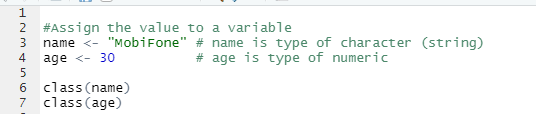 1
2 #Assign the value to a variable
3 name <- "MobiFone" # name is type of character (string)
4 age <- 30 # age is type of numeric
5
6 class(name)
7 class(age)